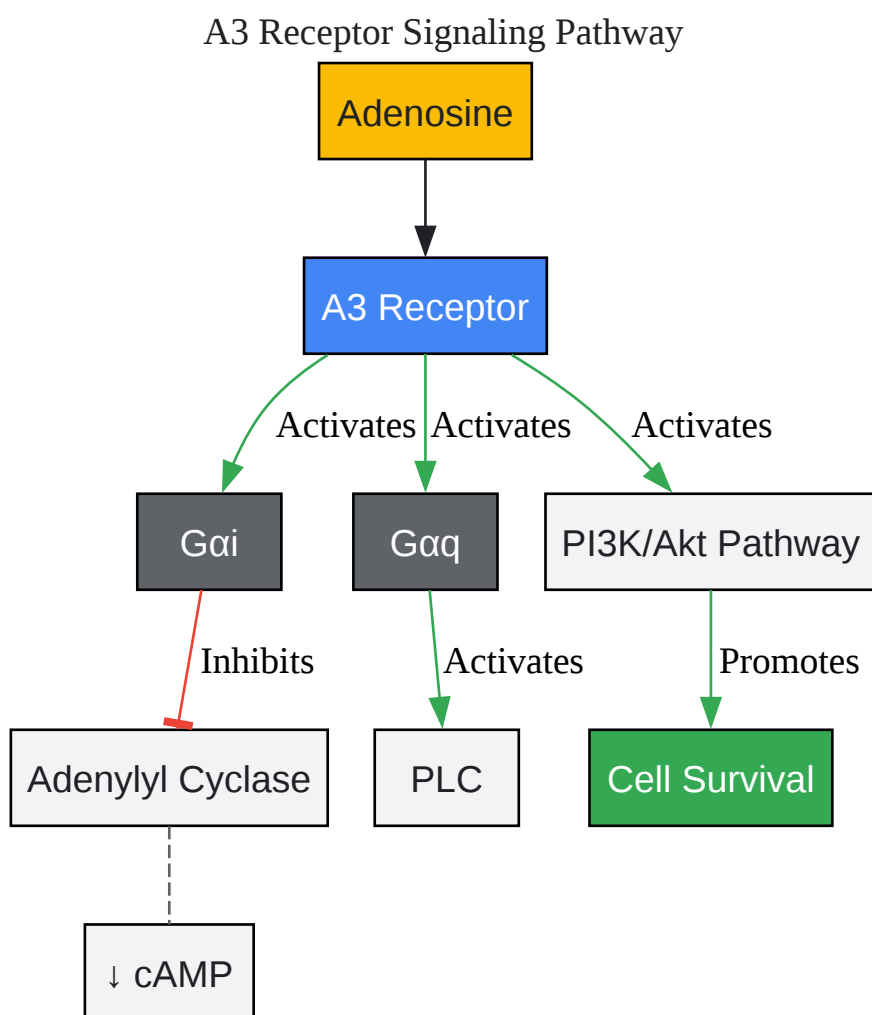 A3 Receptor Signaling Pathway
Adenosine
A3 Receptor
Activates
Activates
Activates
Gαi
Gαq
PI3K/Akt Pathway
Inhibits
Activates
Promotes
Adenylyl Cyclase
PLC
Cell Survival
↓ cAMP